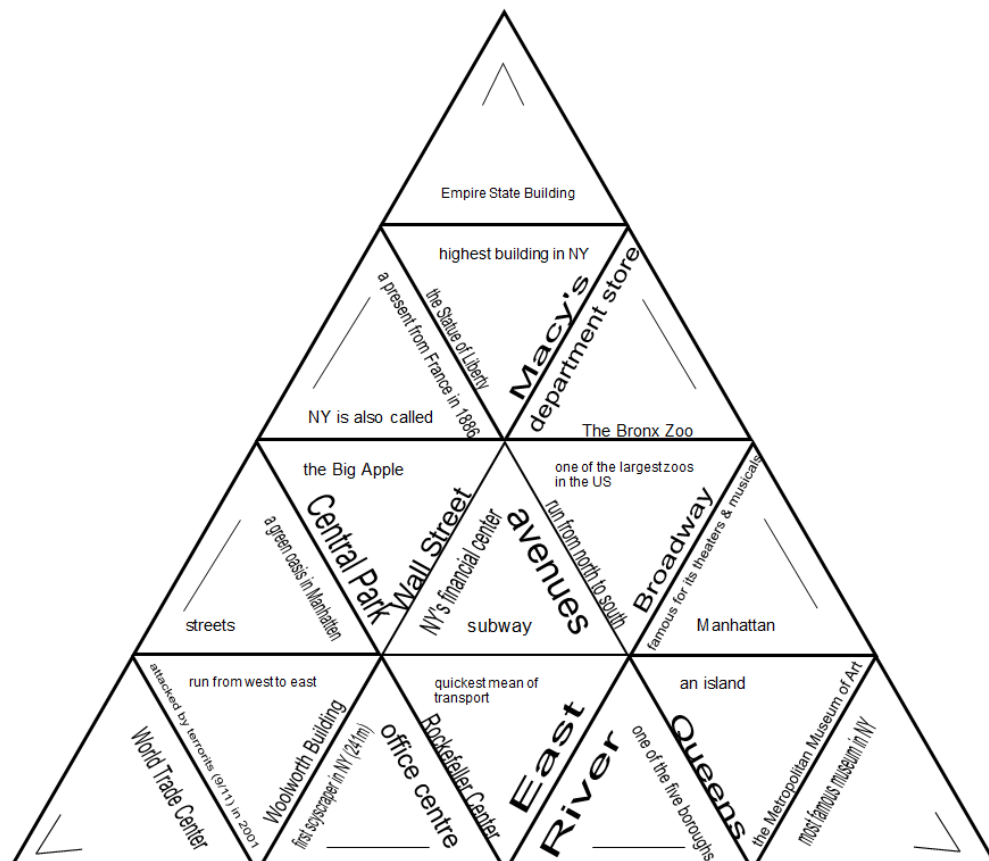 Empire State Building
highest building in NY
the Statue of Liberty
a present from France in 1886
Macy's
department store
NY is also called
The Bronx Zoo
the Big Apple
one of the largest zoos
in the US
Central Park
a green oasis in Manhatten
Wall Street
NY's financial center
avenues
run from north to south
Broadway
famous for its theaters & musicals
streets
subway
Manhattan
run from west to east
quickest mean of
transport
an island
attacked by terrorits (9/11) in 2001
World Trade Center
Woolworth Building
first scyscraper in NY (241m)
Rockefeller Center
office centre
East
River
Queens
one of the five boroughs
the Metropolitan Museum of Art
most famous museum in NY